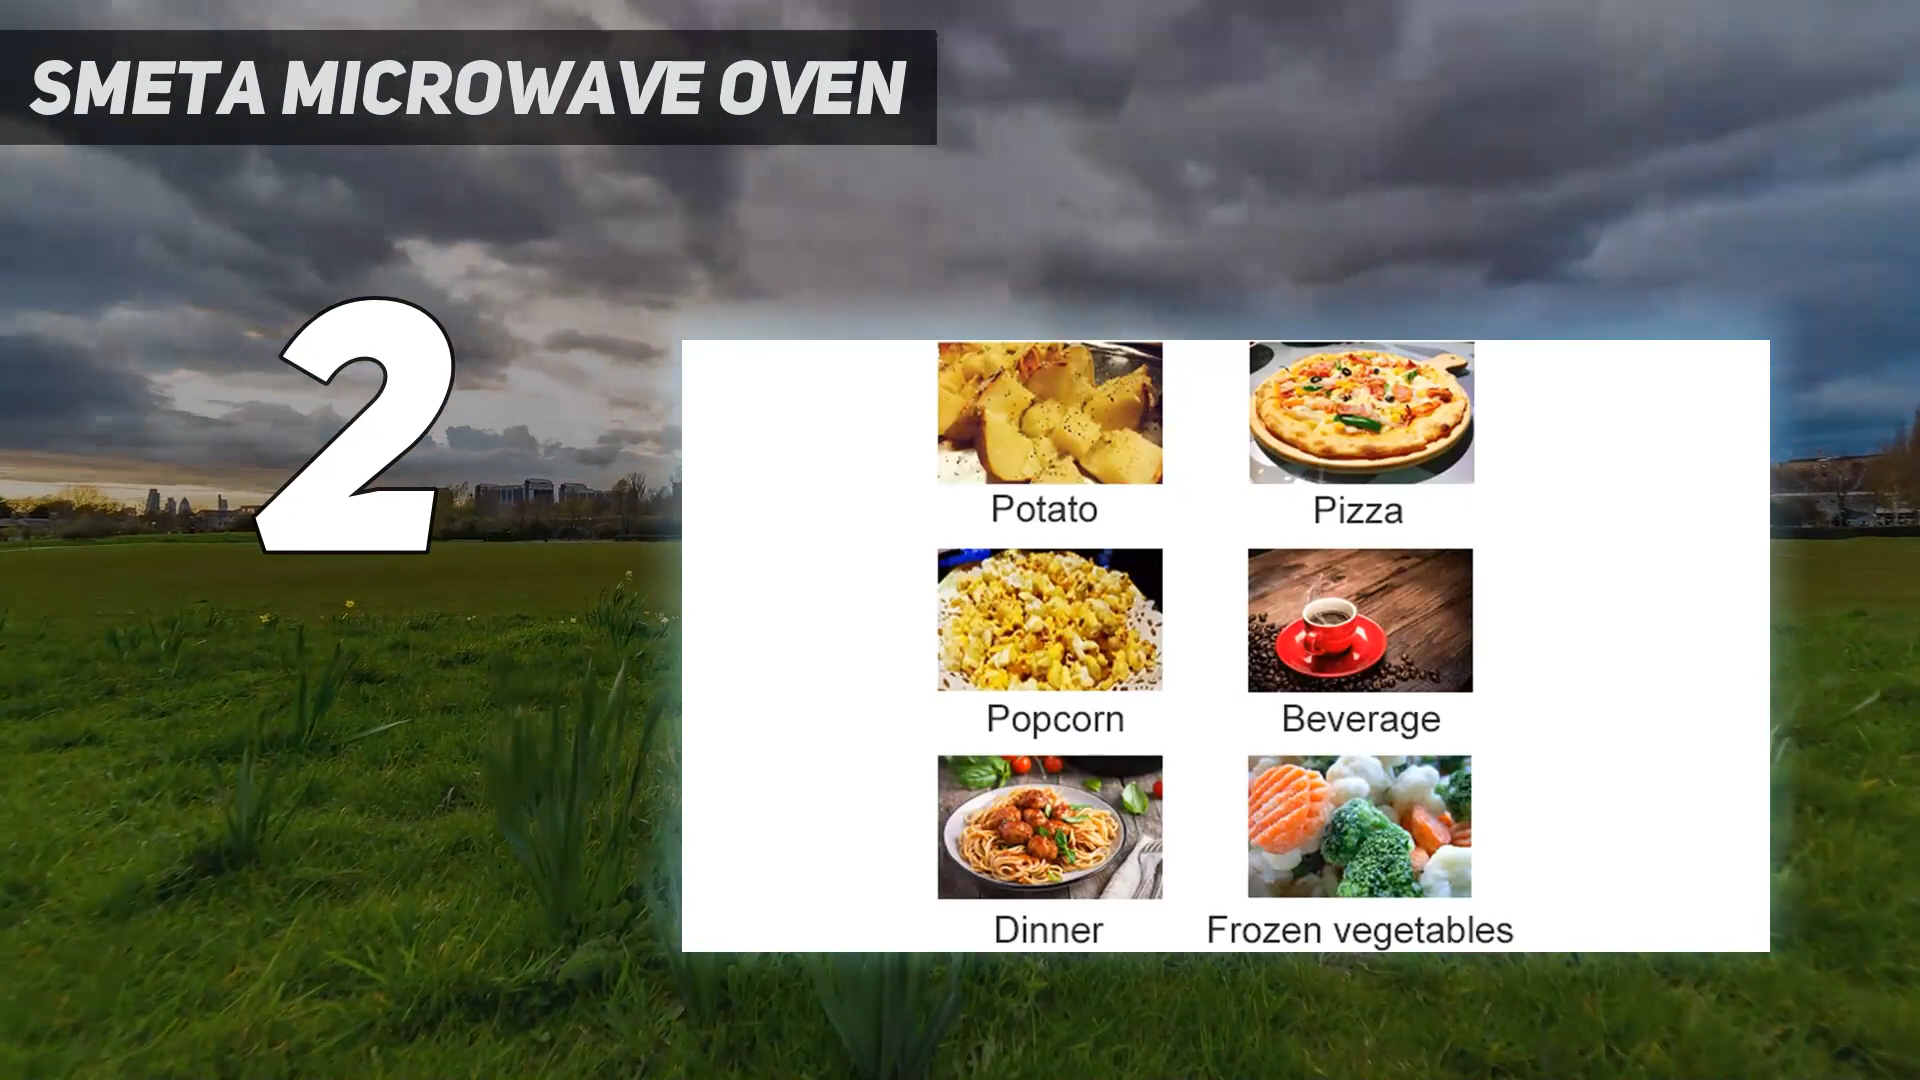 SMETA MICROWAVE OVEN
2
Potato
Pizza
Popcorn
Beverage
Dinner
Frozen vegetables